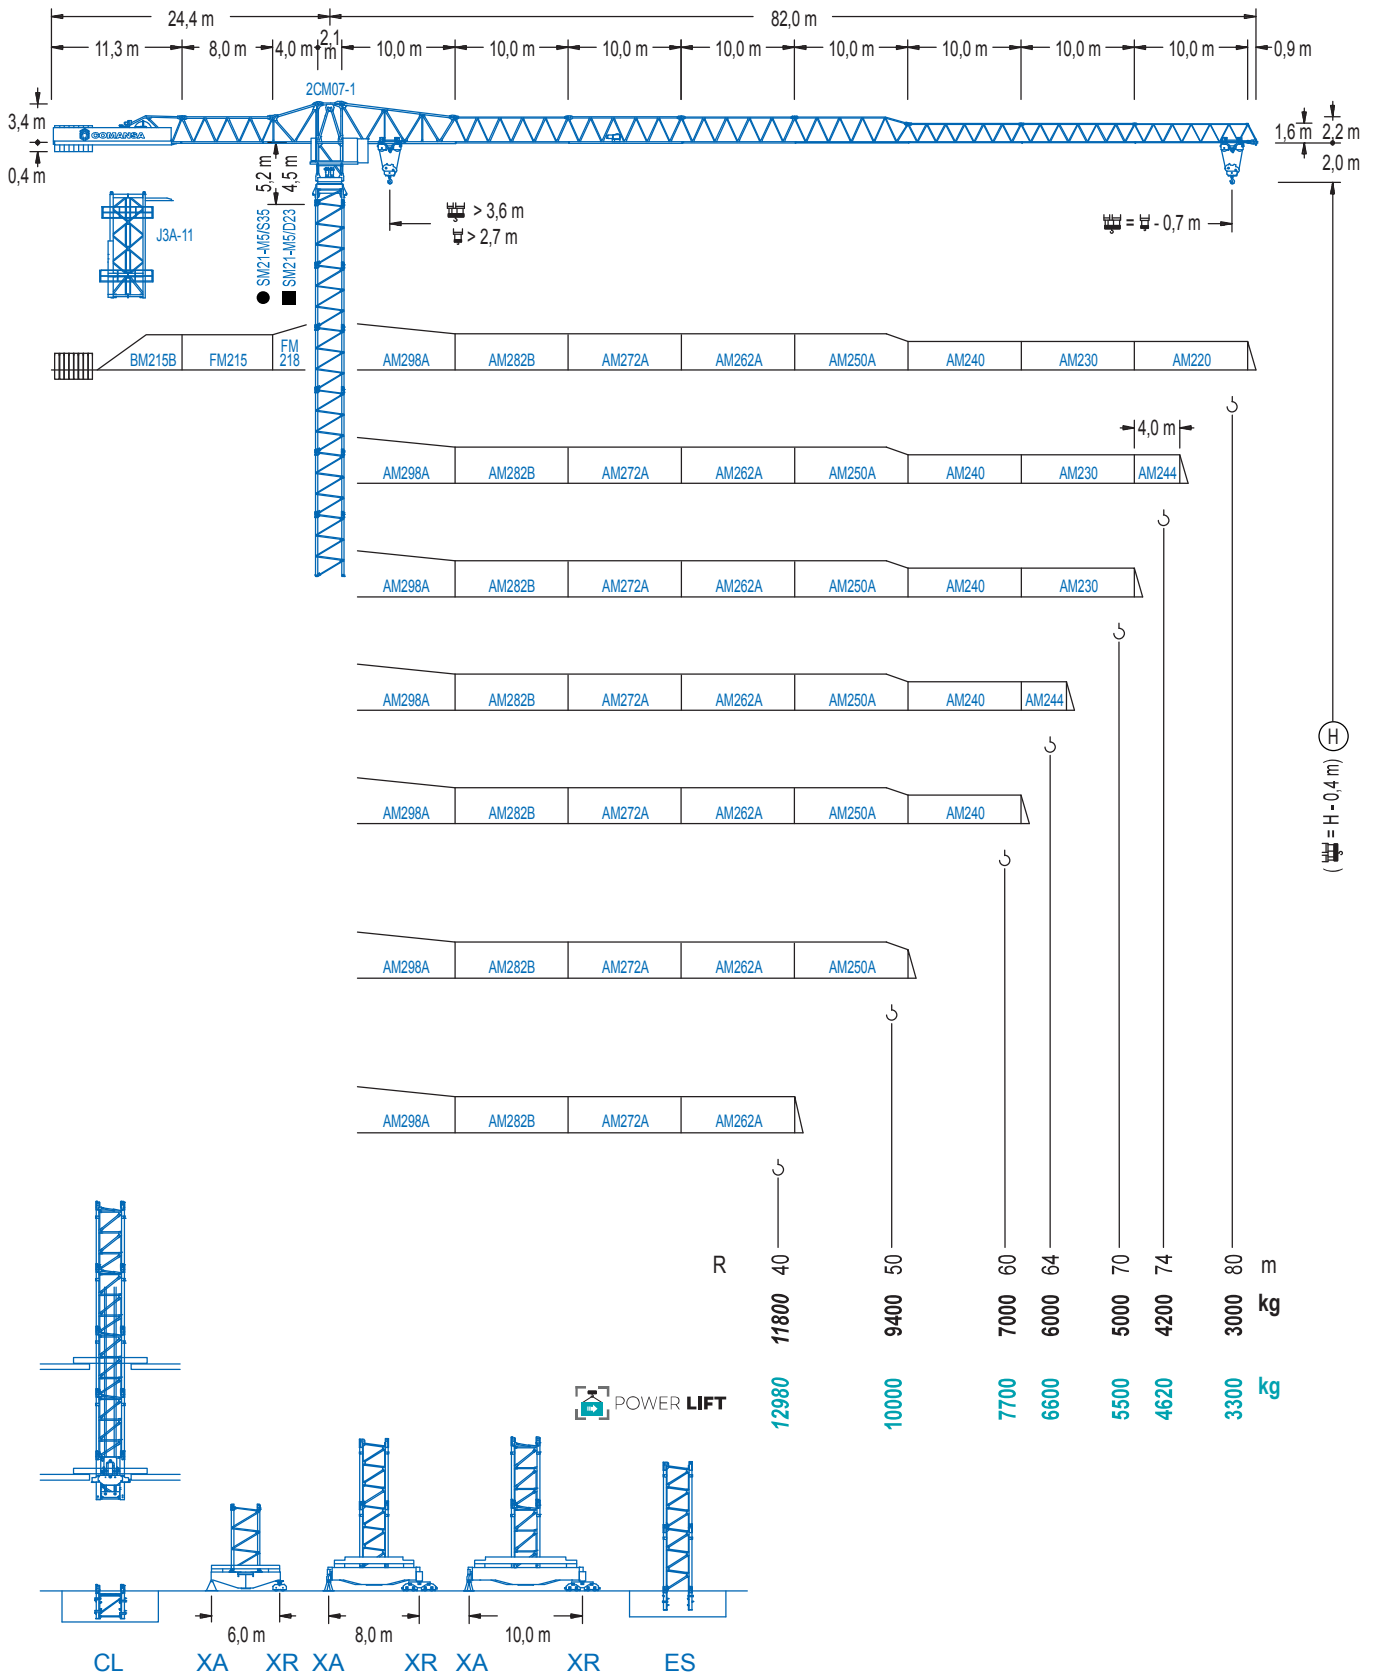 24,4 m 82,0 m
11,3 m 8,0 m 4,0 m 2,1 m 10,0 m 10,0 m 10,0 m 10,0 m 10,0 m 10,0 m 10,0 m 10,0 m 0,9 m
2CM07-1
3,4 m
COMANSA
1,6 m 2,2 m
0,4 m
5,2 m
4,5 m
2,0 m
J3A-11
SM21-M5/S35
SM21-M5/D23
> 3,6 m
> 2,7 m
= - 0,7 m
BM215B FM215 FM 218 AM298A AM282B AM272A AM262A AM250A AM240 AM230 AM220
4,0 m
AM298A AM282B AM272A AM262A AM250A AM240 AM230 AM244
AM298A AM282B AM272A AM262A AM250A AM240 AM230
AM298A AM282B AM272A AM262A AM250A AM240 AM244
H
( = H - 0,4 m)
AM298A AM282B AM272A AM262A AM250A AM240
AM298A AM282B AM272A AM262A AM250A
AM298A AM282B AM272A AM262A
R 40 50 60 64 70 74 80 m
11800 9400 7000 6000 5000 4200 3000 kg
POWER LIFT 12980 10000 7700 6600 5500 4620 3300 kg
6,0 m 8,0 m 10,0 m
CL XA XR XA XR XA XR ES